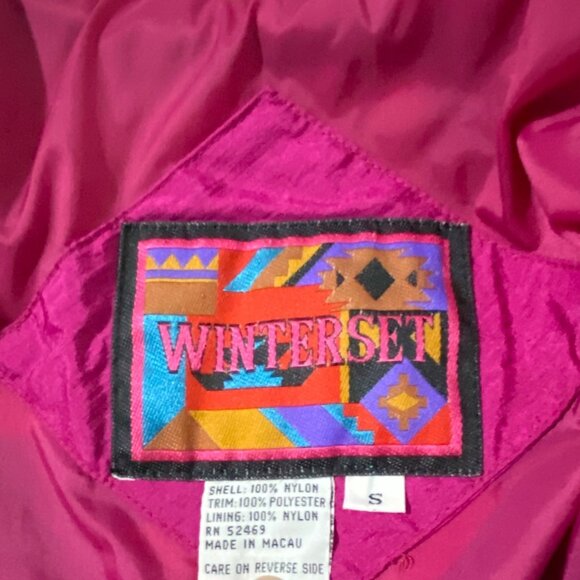 WINTERSET
SHELL: 100% NYLON
TRIM: 100% POLYESTER
LINING: 100% NYLON
RN 52469
MADE IN MACAU
CARE ON REVERSE SIDE
S